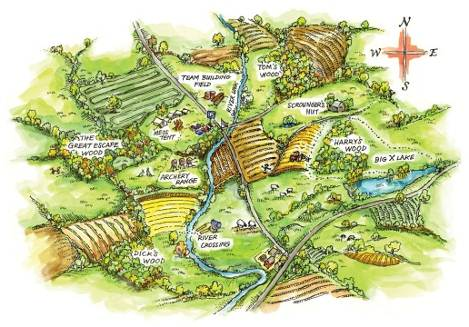 N
W E
S
TOM'S
WOOD
TEAM BUILDING
FIELD
RIVER
SCROUNGER'S
HUT
MESS
TENT
THE
GREAT ESCAPE
WOOD
HARRY'S
WOOD
BIG X LAKE
ARCHERY
RANGE
RIVER
CROSSING
DICK'S
WOOD